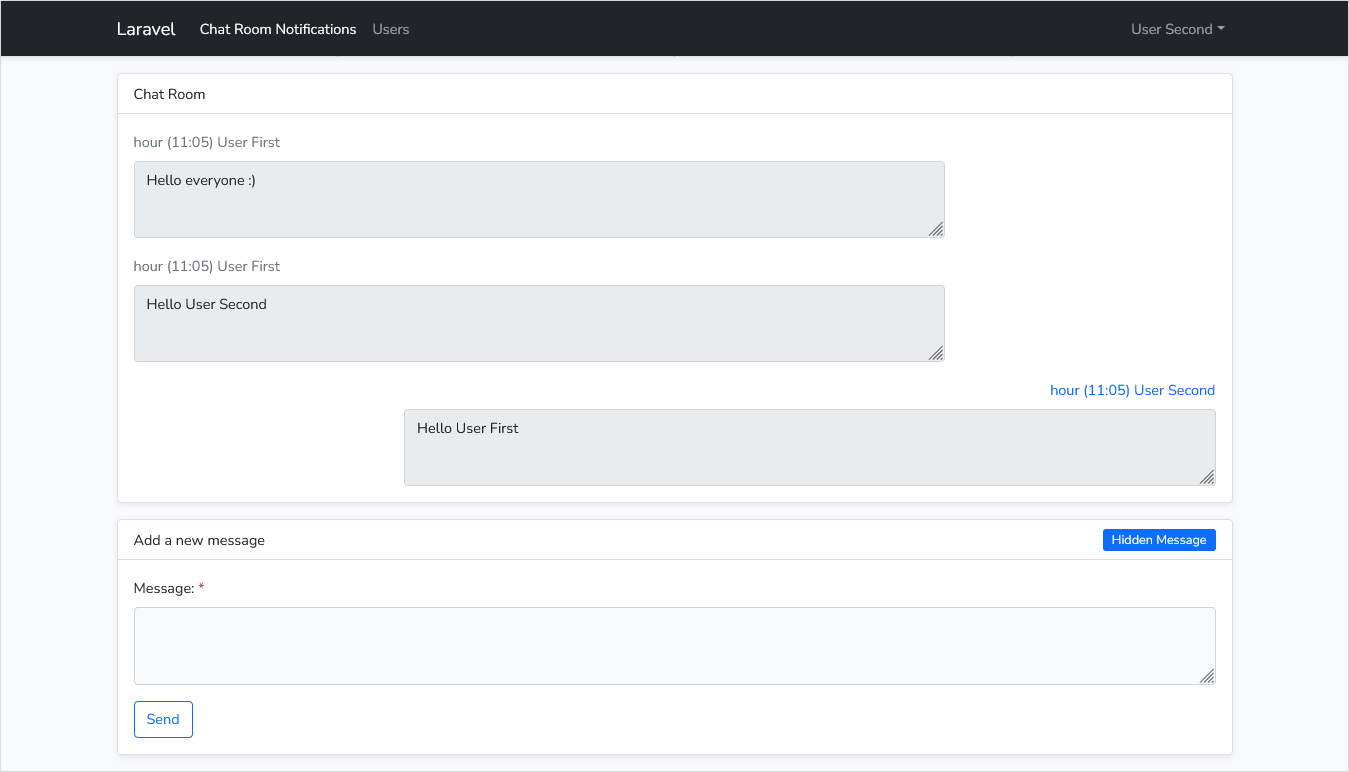 Laravel Chat Room Notifications Users User Second
Chat Room
hour (11:05) User First
Hello everyone :)
hour (11:05) User First
Hello User Second
hour (11:05) User Second
Hello User First
Add a new message Hidden Message
Message: *
Send